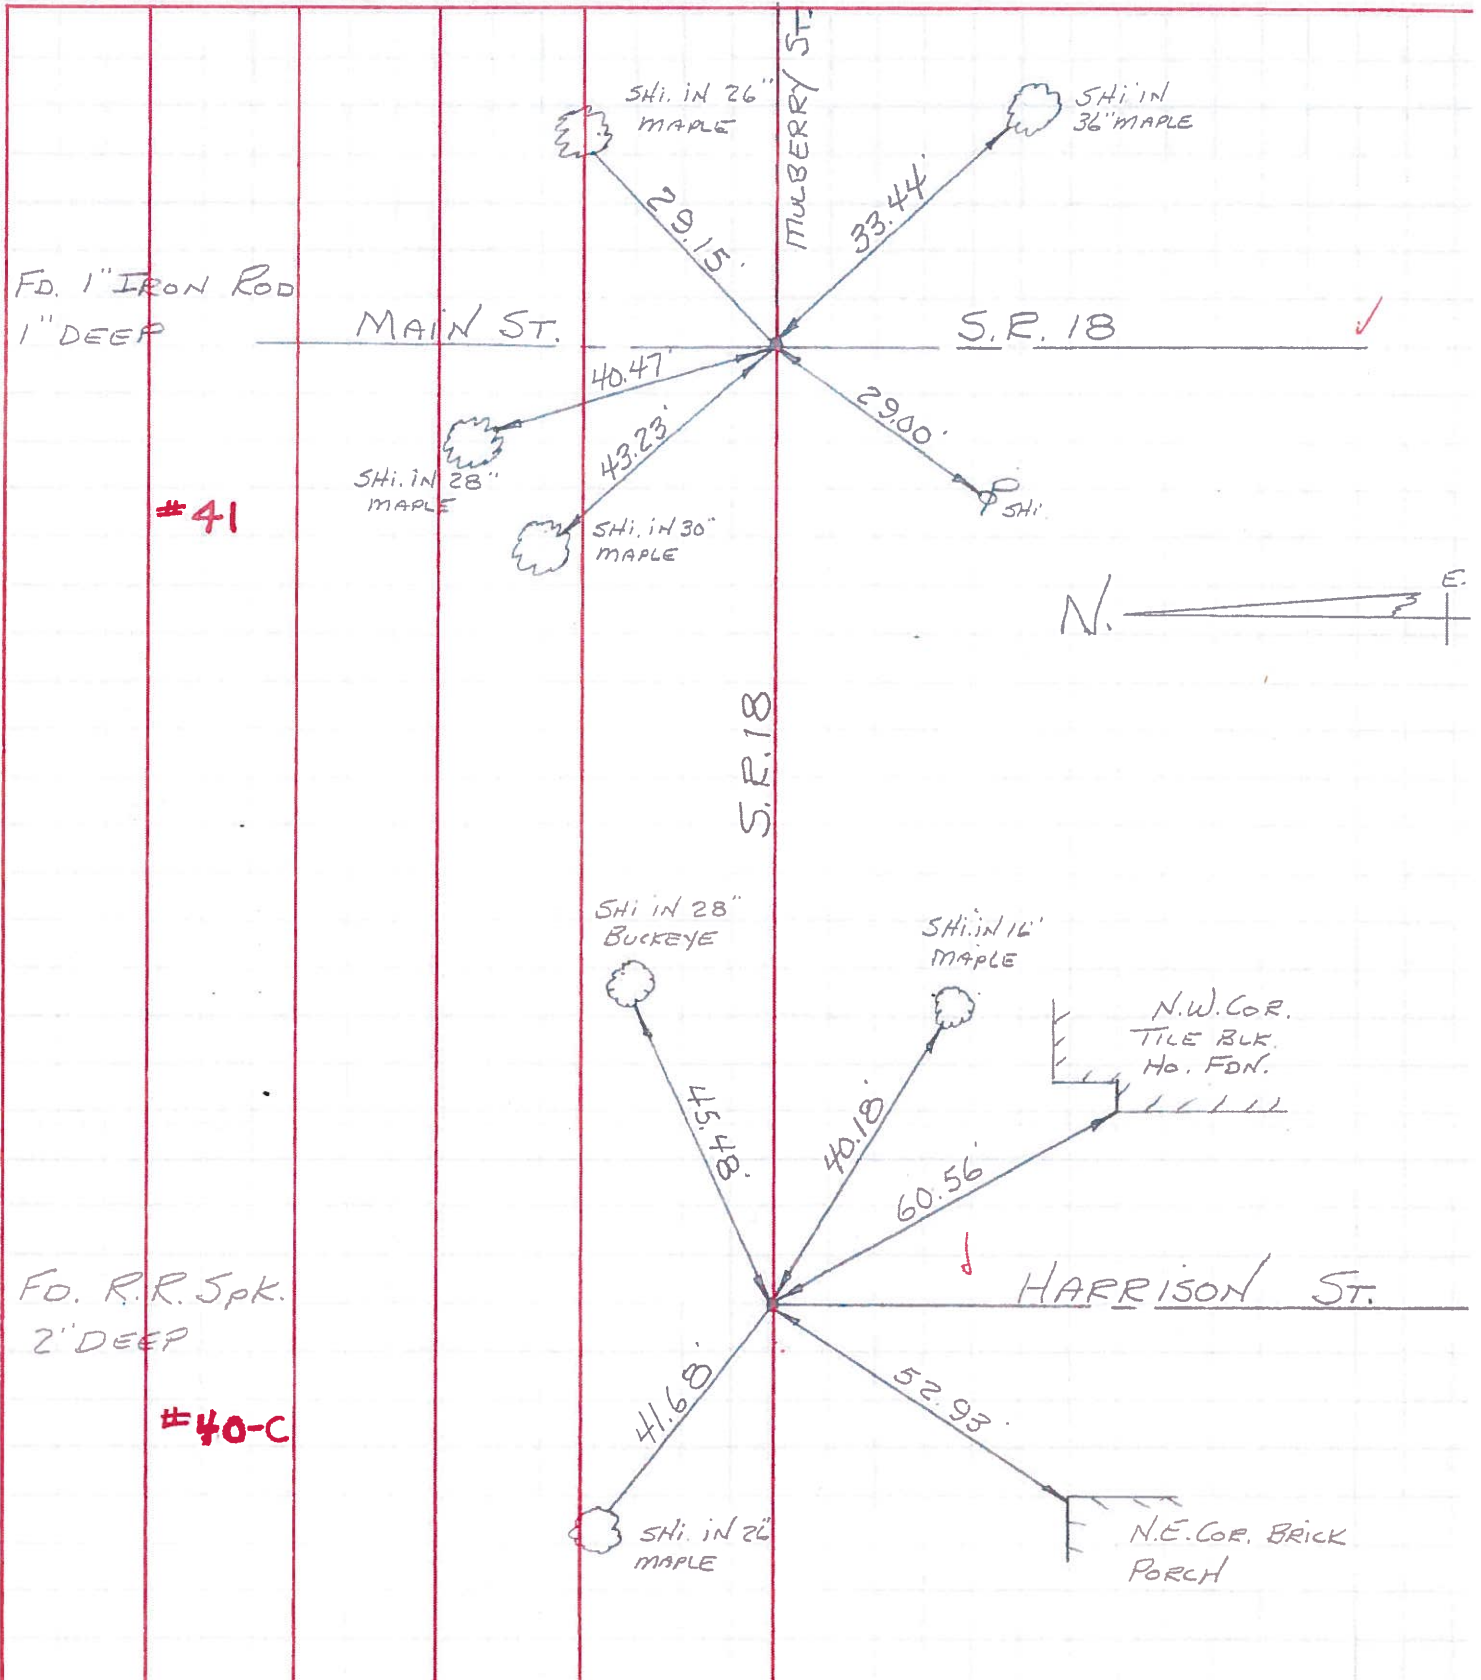 MULBERRY ST.
SHi. iN 26"
MAPLE
SHi iN
36" MAPLE
29.15'
33.44'
FD. 1" IRON ROD
1" DEEP
MAIN ST.
S.R. 18
40.47'
43.23'
29.00'
SHi. iN 28"
MAPLE
SHi. iN 30"
MAPLE
SHi.
#41
N.
E.
S.R. 18
SHi iN 28"
BUCKEYE
SHi. iN 16"
MAPLE
N.W. COR.
TILE BLK.
HO. FDN.
45.48'
40.18'
60.56'
FD. R.R. SPK.
2" DEEP
HARRISON ST.
#40-C
41.68'
52.93'
SHi. iN 26"
MAPLE
N.E. COR. BRICK
PORCH